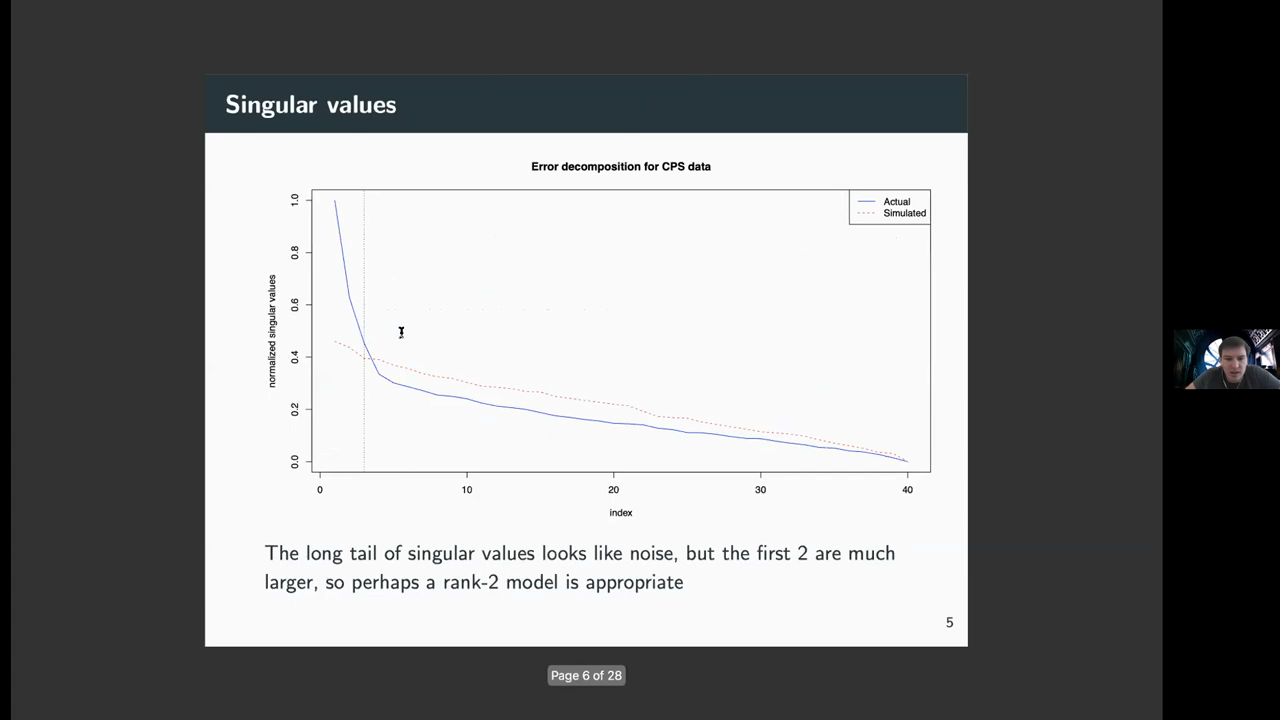 Singular values
Error decomposition for CPS data
Actual
Simulated
normalized singular values
1.0
0.8
0.6
0.4
0.2
0.0
0
10
20
30
40
index
The long tail of singular values looks like noise, but the first 2 are much
larger, so perhaps a rank-2 model is appropriate
5
Page 6 of 28